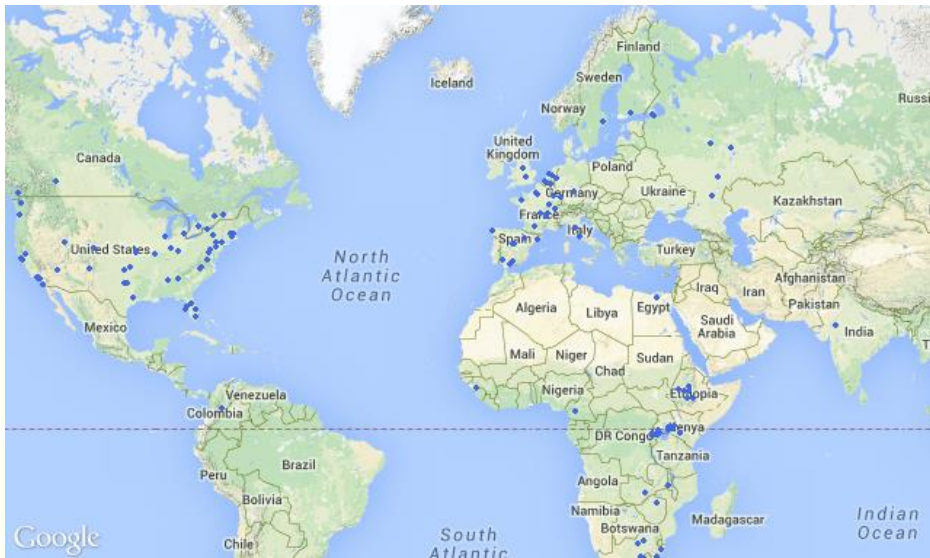 Finland
Iceland
Sweden
Russi
Norway
Canada
United
Kingdom
Poland
Germany
Ukraine
Kazakhstan
France
United States
Spain
Italy
Turkey
North
Atlantic
Ocean
Afghanistan
Iraq
Iran
Pakistan
Algeria
Libya
Egypt
Saudi
Arabia
India
Mexico
Mali
Niger
Sudan
Chad
T
Venezuela
Nigeria
Ethiopia
Colombia
Kenya
DR Congo
Tanzania
Brazil
Peru
Angola
Bolivia
Namibia
Madagascar
Botswana
Indian
Ocean
Chile
South
Atlantic
Google